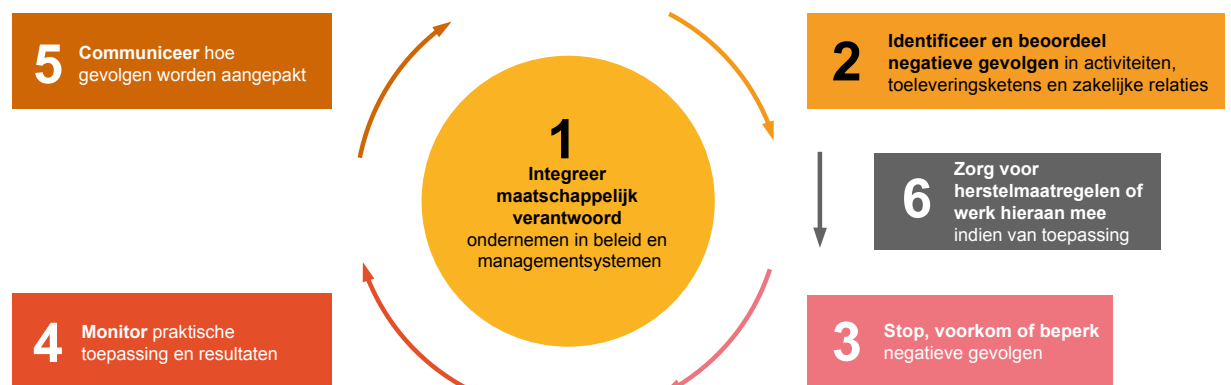 1
Integreer
maatschappelijk
verantwoord
ondernemen in beleid en
managementsystemen
2
Identificeer en beoordeel
negatieve gevolgen in activiteiten,
toeleveringsketens en zakelijke relaties
6
Zorg voor
herstelmaatregelen of
werk hieraan mee
indien van toepassing
3
Stop, voorkom of beperk
negatieve gevolgen
4
Monitor praktische
toepassing en resultaten
5
Communiceer hoe
gevolgen worden aangepakt